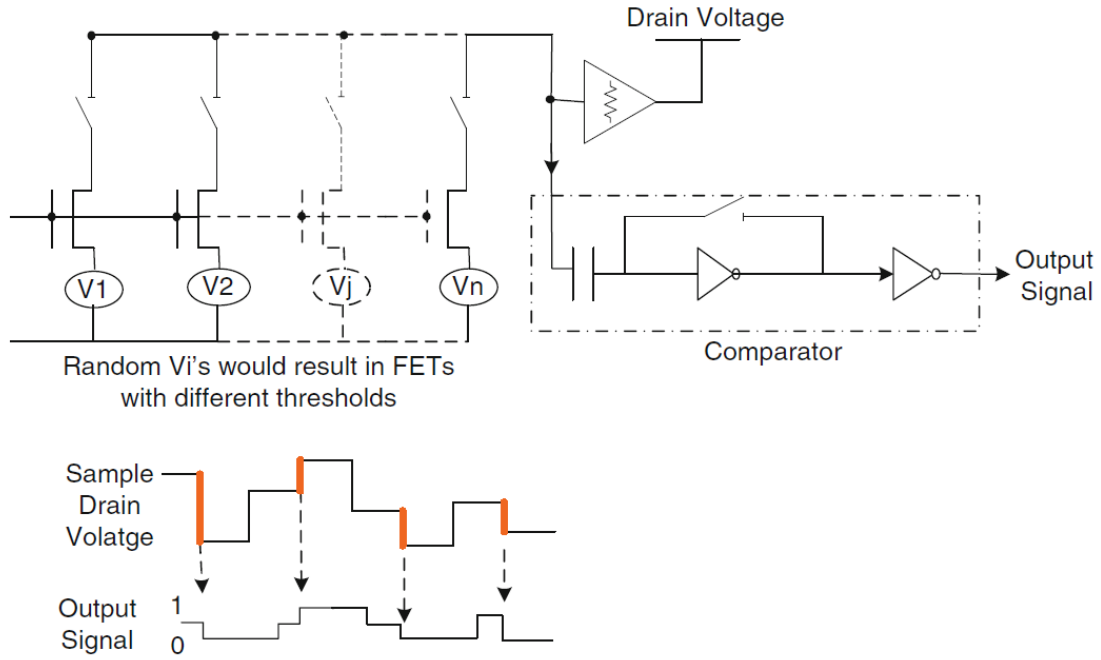 Drain Voltage
V1
V2
Vj
Vn
Output
Signal
Comparator
Random Vi's would result in FETs
with different thresholds
Sample
Drain
Volatge
Output
Signal
1
0